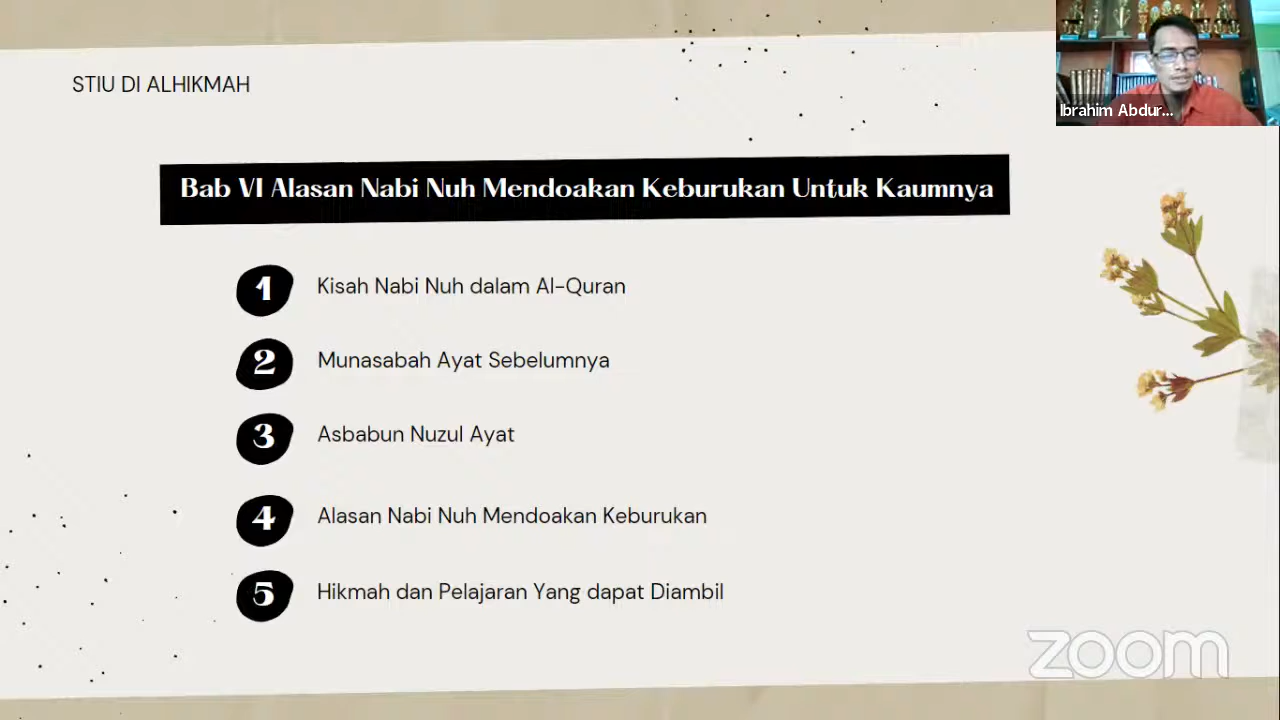 STIU DI ALHIKMAH
Ibrahim Abdur...
Bab VI Alasan Nabi Nuh Mendoakan Keburukan Untuk Kaumnya
1 Kisah Nabi Nuh dalam Al-Quran
2 Munasabah Ayat Sebelumnya
3 Asbabun Nuzul Ayat
4 Alasan Nabi Nuh Mendoakan Keburukan
5 Hikmah dan Pelajaran Yang dapat Diambil
zoom